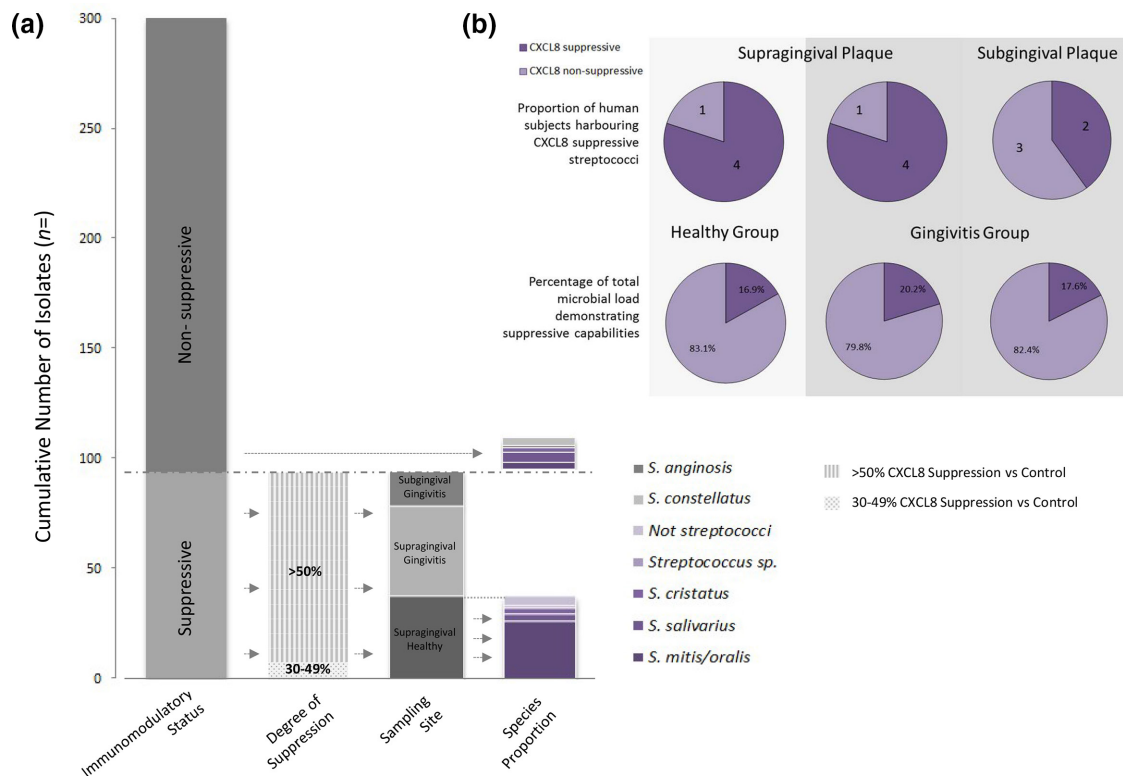 (a)
300
250
200
150
100
50
0
Cumulative Number of Isolates (n=)
Non- suppressive
Suppressive
>50%
30-49%
Subgingival
Gingivitis
Supragingival
Gingivitis
Supragingival
Healthy
Immunomodulatory
Status
Degree of
Suppression
Sampling
Site
Species
Proportion
(b)
CXCL8 suppressive
CXCL8 non-suppressive
Supragingival Plaque
Subgingival Plaque
Proportion of human
subjects harbouring
CXCL8 suppressive
streptococci
1
4
1
4
3
2
Healthy Group
Gingivitis Group
Percentage of total
microbial load
demonstrating
suppressive capabilities
16.9%
83.1%
20.2%
79.8%
17.6%
82.4%
S. anginosis
S. constellatus
Not streptococci
Streptococcus sp.
S. cristatus
S. salivarius
S. mitis/oralis
>50% CXCL8 Suppression vs Control
30-49% CXCL8 Suppression vs Control